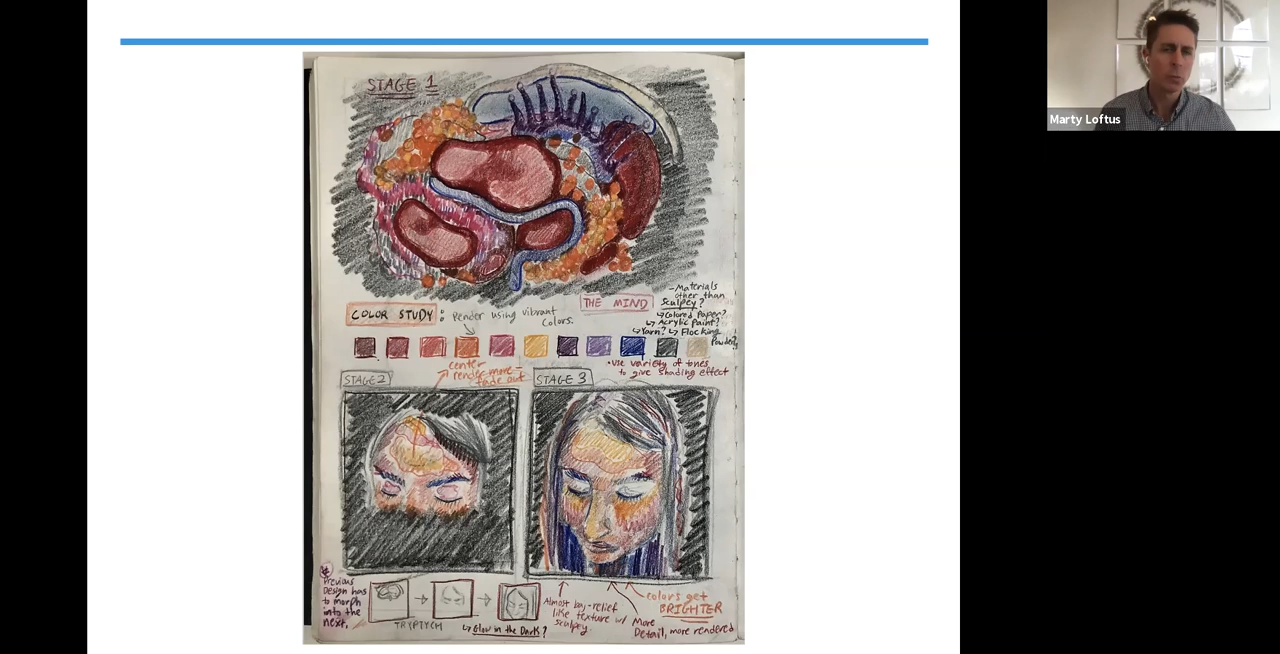 Marty Loftus
STAGE 1
THE MIND
- Materials
other than
Sculpey?
↳ Colored Paper?
↳ Acrylic Paint?
↳ Yarn? ↳ Flocking
Powder?
COLOR STUDY:
Render using vibrant
Colors.
center
render more -
fade out
• Use variety of tones
to give shading effect
STAGE 2
STAGE 3
Previous
Design has
to morph
into the
next.
TRYPTYCH
↳ Glow in the Dark?
Almost bas-relief
like texture w/
sculpey.
More
Detail, more rendered
colors get
BRIGHTER